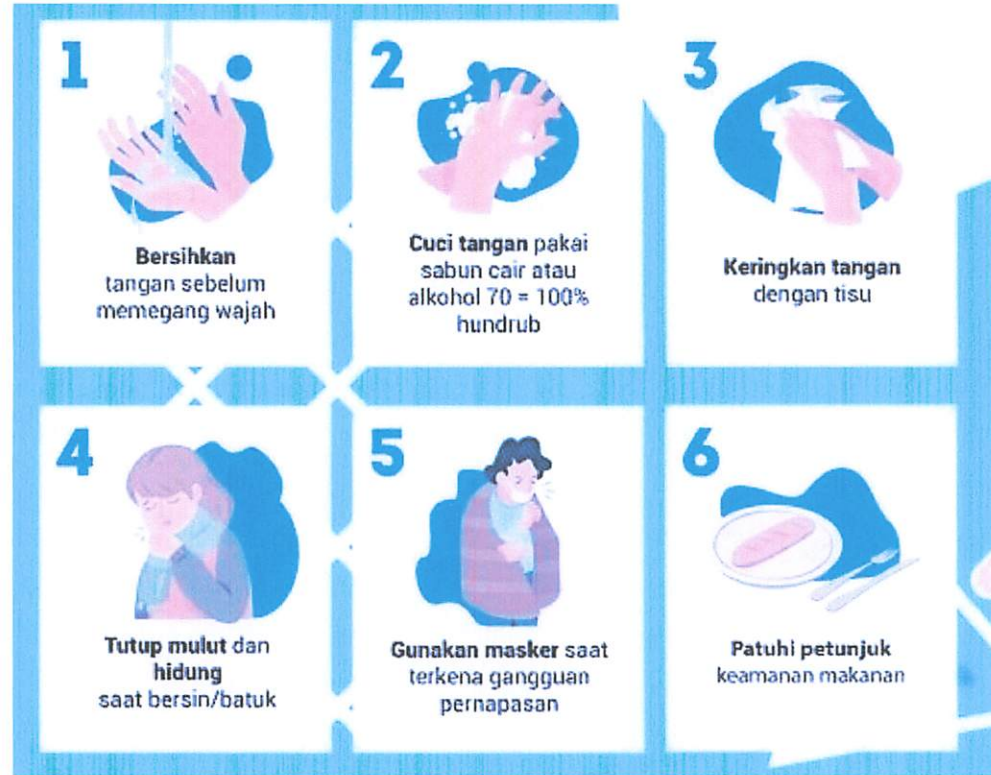 1
Bersihkan
tangan sebelum
memegang wajah
2
Cuci tangan pakai
sabun cair atau
alkohol 70 = 100%
hundrub
3
Keringkan tangan
dengan tisu
4
Tutup mulut dan
hidung
saat bersin/batuk
5
Gunakan masker saat
terkena gangguan
pernapasan
6
Patuhi petunjuk
keamanan makanan